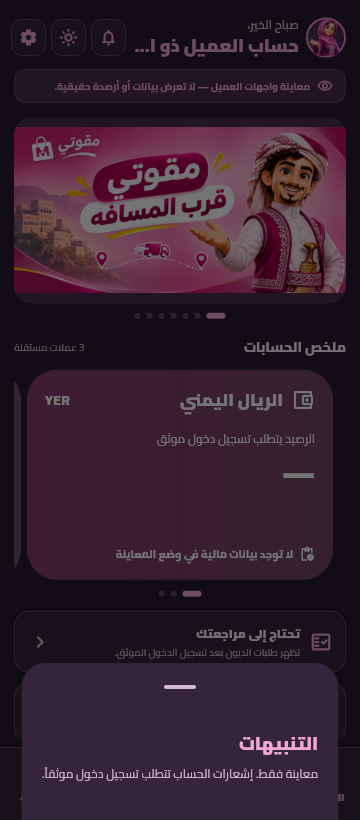 صباح الخير،
حساب العميل ذو ا...
معاينة واجهات العميل — لا تعرض بيانات أو أرصدة حقيقية.
مقوتي
مقوتي
قرب المسافه
ملخص الحسابات
3 عملات مستقلة
الريال اليمني
YER
الرصيد يتطلب تسجيل دخول موثق
لا توجد بيانات مالية في وضع المعاينة
تحتاج إلى مراجعتك
تظهر طلبات الديون بعد تسجيل الدخول الموثق.
التنبيهات
معاينة فقط. إشعارات الحساب تتطلب تسجيل دخول موثقاً.